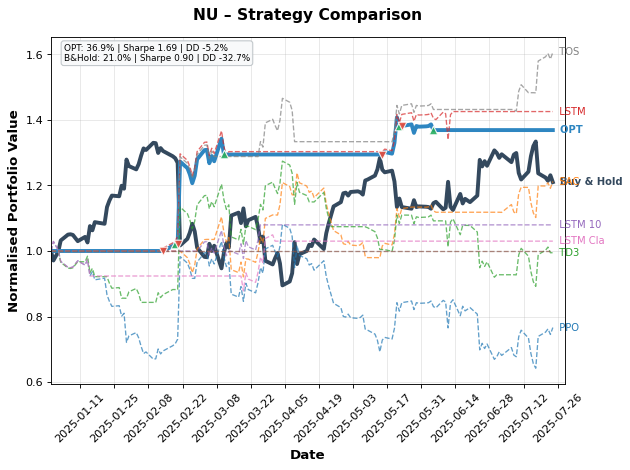 NU – Strategy Comparison
OPT: 36.9% | Sharpe 1.69 | DD -5.2%
B&Hold: 21.0% | Sharpe 0.90 | DD -32.7%
Normalised Portfolio Value
1.6
1.4
1.2
1.0
0.8
0.6
TOS
LSTM
OPT
Buy & Hold
LSTM 10
LSTM Cla
TD3
PPO
2025-01-11
2025-01-25
2025-02-08
2025-02-22
2025-03-08
2025-03-22
2025-04-05
2025-04-19
2025-05-03
2025-05-17
2025-05-31
2025-06-14
2025-06-28
2025-07-12
2025-07-26
Date